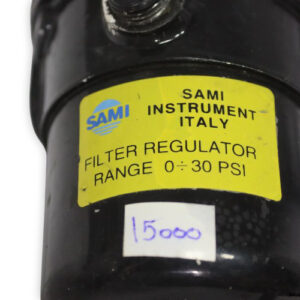 SAMI
SAMI
INSTRUMENT
ITALY
FILTER REGULATOR
RANGE 0÷30 PSI
15000